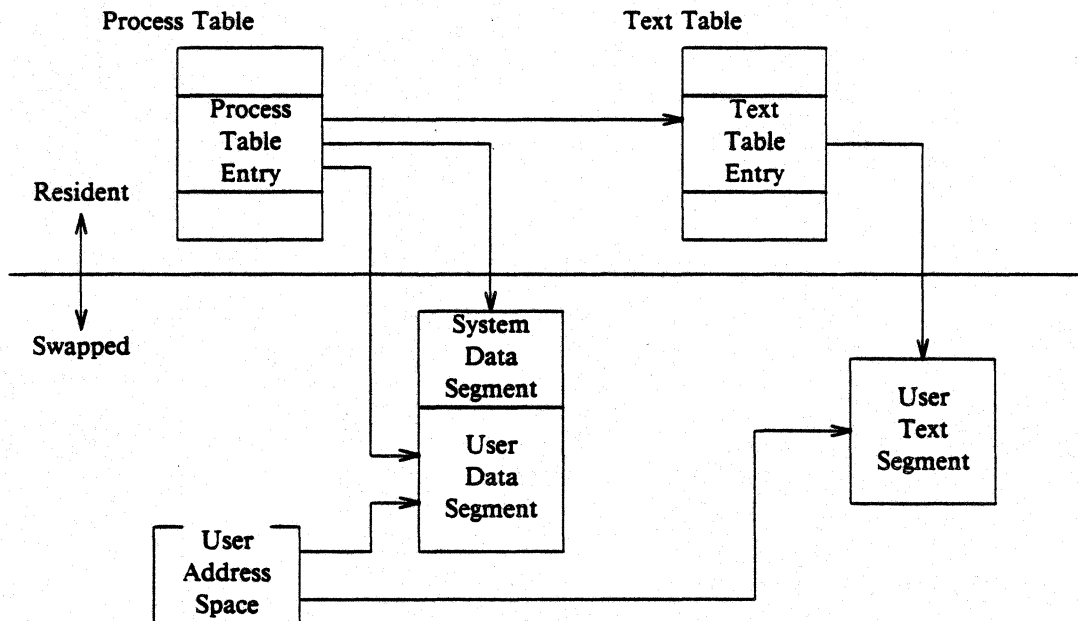 Process Table
Text Table
Process
Table
Entry
Text
Table
Entry
Resident
Swapped
System
Data
Segment
User
Data
Segment
User
Text
Segment
User
Address
Space